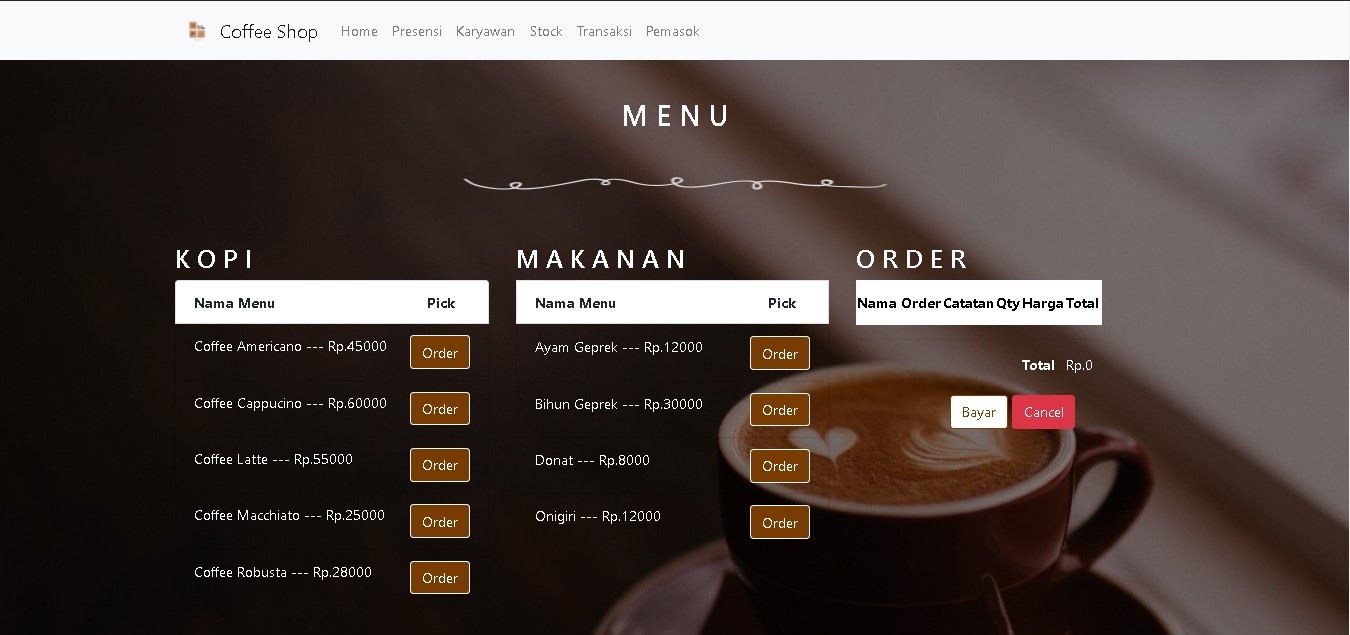 Coffee Shop Home Presensi Karyawan Stock Transaksi Pemasok
MENU
KOPI
Nama Menu Pick
Coffee Americano --- Rp.45000 Order
Coffee Cappucino --- Rp.60000 Order
Coffee Latte --- Rp.55000 Order
Coffee Macchiato --- Rp.25000 Order
Coffee Robusta --- Rp.28000 Order
MAKANAN
Nama Menu Pick
Ayam Geprek --- Rp.12000 Order
Bihun Geprek --- Rp.30000 Order
Donat --- Rp.8000 Order
Onigiri --- Rp.12000 Order
ORDER
Nama Order Catatan Qty Harga Total
Total Rp.0
Bayar Cancel